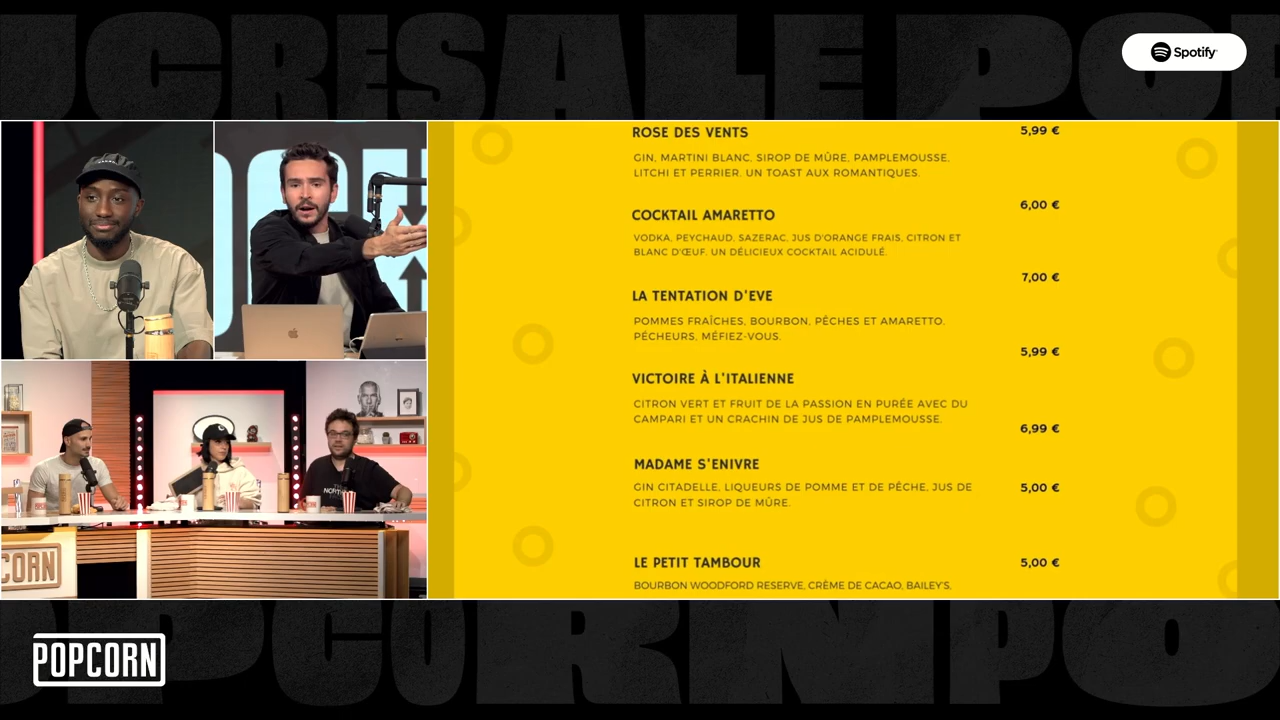 Spotify
ROSE DES VENTS
5,99 €
GIN, MARTINI BLANC, SIROP DE MÛRE, PAMPLEMOUSSE,
LITCHI ET PERRIER. UN TOAST AUX ROMANTIQUES.
6,00 €
COCKTAIL AMARETTO
VODKA, PEYCHAUD, SAZERAC, JUS D'ORANGE FRAIS, CITRON ET
BLANC D'ŒUF. UN DÉLICIEUX COCKTAIL ACIDULÉ.
7,00 €
LA TENTATION D'EVE
POMMES FRAÎCHES, BOURBON, PÊCHES ET AMARETTO.
PÉCHEURS, MÉFIEZ-VOUS.
5,99 €
VICTOIRE À L'ITALIENNE
CITRON VERT ET FRUIT DE LA PASSION EN PURÉE AVEC DU
CAMPARI ET UN CRACHIN DE JUS DE PAMPLEMOUSSE.
6,99 €
MADAME S'ENIVRE
GIN CITADELLE, LIQUEURS DE POMME ET DE PÊCHE, JUS DE
CITRON ET SIROP DE MÛRE.
5,00 €
LE PETIT TAMBOUR
5,00 €
BOURBON WOODFORD RESERVE, CRÈME DE CACAO, BAILEY'S,
CORN
POPCORN